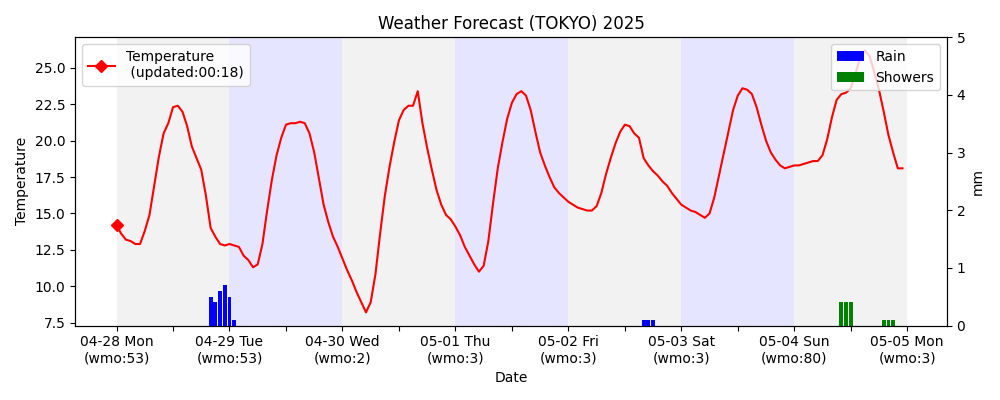 Weather Forecast (TOKYO) 2025
Temperature
(updated:00:18)
Rain
Showers
Temperature
25.0
22.5
20.0
17.5
15.0
12.5
10.0
7.5
5
4
3
2
1
0
mm
04-28 Mon
(wmo:53)
04-29 Tue
(wmo:53)
04-30 Wed
(wmo:2)
05-01 Thu
(wmo:3)
05-02 Fri
(wmo:3)
05-03 Sat
(wmo:3)
05-04 Sun
(wmo:80)
05-05 Mon
(wmo:3)
Date